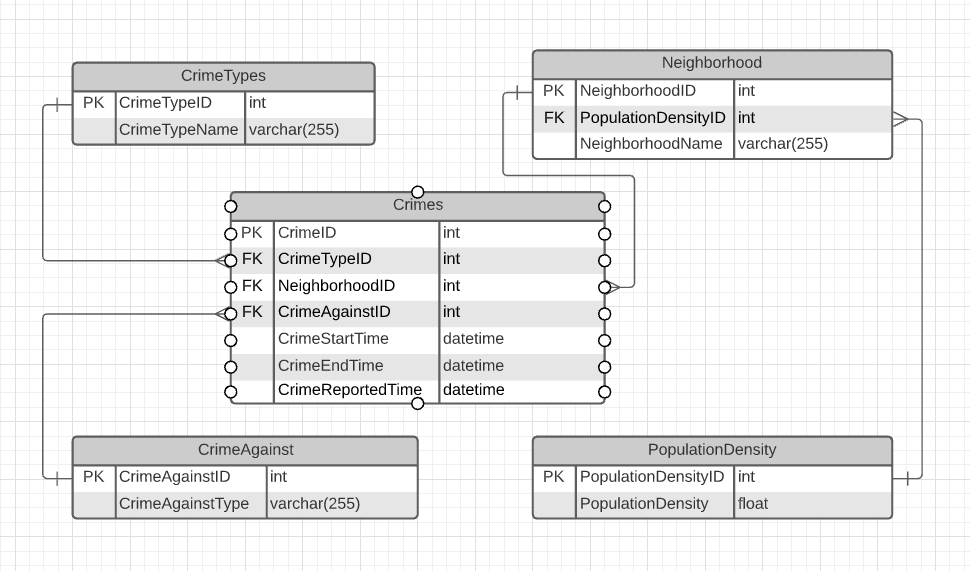 CrimeTypes
PK CrimeTypeID int
CrimeTypeName varchar(255)
Neighborhood
PK NeighborhoodID int
FK PopulationDensityID int
NeighborhoodName varchar(255)
Crimes
PK CrimeID int
FK CrimeTypeID int
FK NeighborhoodID int
FK CrimeAgainstID int
CrimeStartTime datetime
CrimeEndTime datetime
CrimeReportedTime datetime
CrimeAgainst
PK CrimeAgainstID int
CrimeAgainstType varchar(255)
PopulationDensity
PK PopulationDensityID int
PopulationDensity float